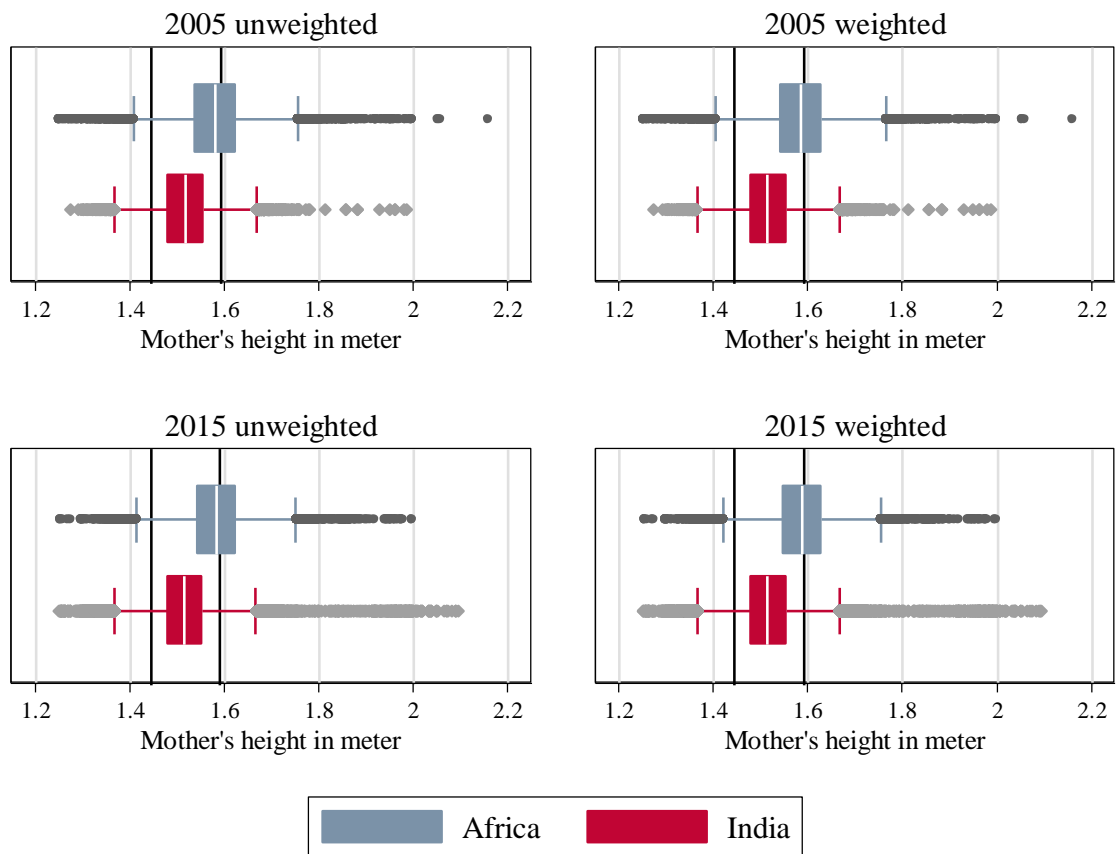 2005 unweighted
1.2 1.4 1.6 1.8 2 2.2
Mother's height in meter
2005 weighted
1.2 1.4 1.6 1.8 2 2.2
Mother's height in meter
2015 unweighted
1.2 1.4 1.6 1.8 2 2.2
Mother's height in meter
2015 weighted
1.2 1.4 1.6 1.8 2 2.2
Mother's height in meter
Africa India